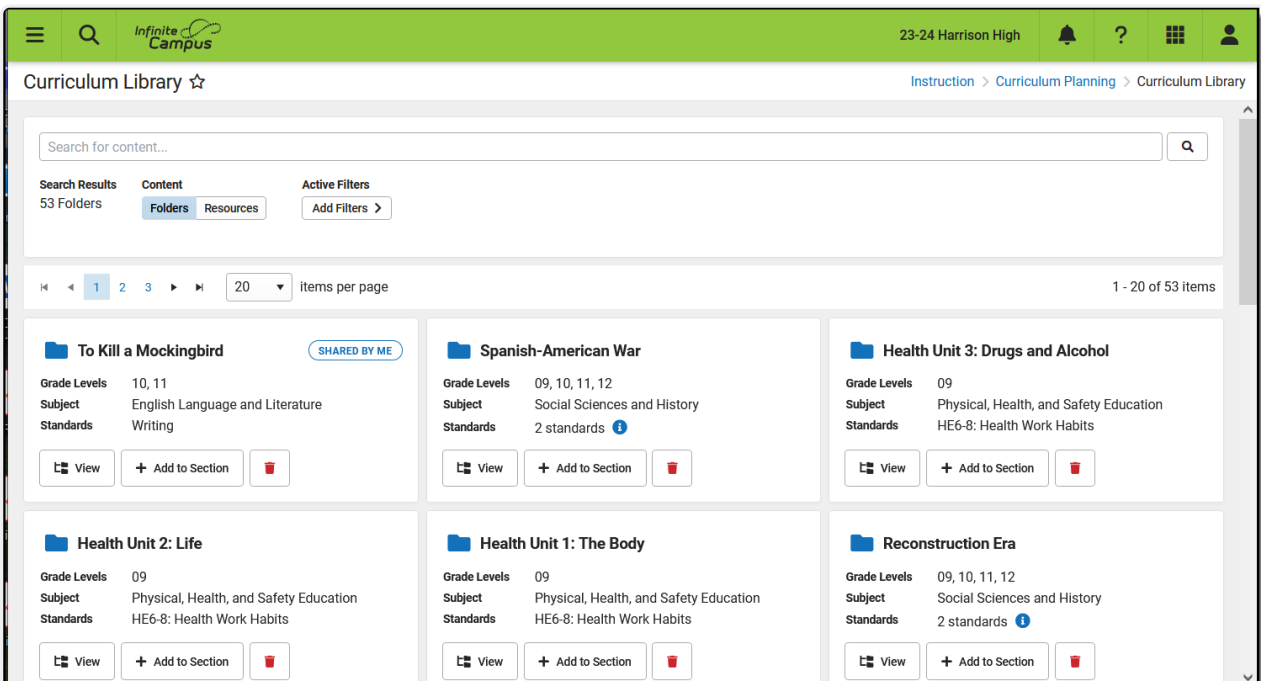 Infinite Campus 23-24 Harrison High ?
Curriculum Library Instruction > Curriculum Planning > Curriculum Library
Search for content...
Search Results Content Active Filters
53 Folders Folders Resources Add Filters >
1 2 3 20 items per page 1 - 20 of 53 items
To Kill a Mockingbird SHARED BY ME
Grade Levels 10, 11
Subject English Language and Literature
Standards Writing
View + Add to Section
Spanish-American War
Grade Levels 09, 10, 11, 12
Subject Social Sciences and History
Standards 2 standards i
View + Add to Section
Health Unit 3: Drugs and Alcohol
Grade Levels 09
Subject Physical, Health, and Safety Education
Standards HE6-8: Health Work Habits
View + Add to Section
Health Unit 2: Life
Grade Levels 09
Subject Physical, Health, and Safety Education
Standards HE6-8: Health Work Habits
View + Add to Section
Health Unit 1: The Body
Grade Levels 09
Subject Physical, Health, and Safety Education
Standards HE6-8: Health Work Habits
View + Add to Section
Reconstruction Era
Grade Levels 09, 10, 11, 12
Subject Social Sciences and History
Standards 2 standards i
View + Add to Section